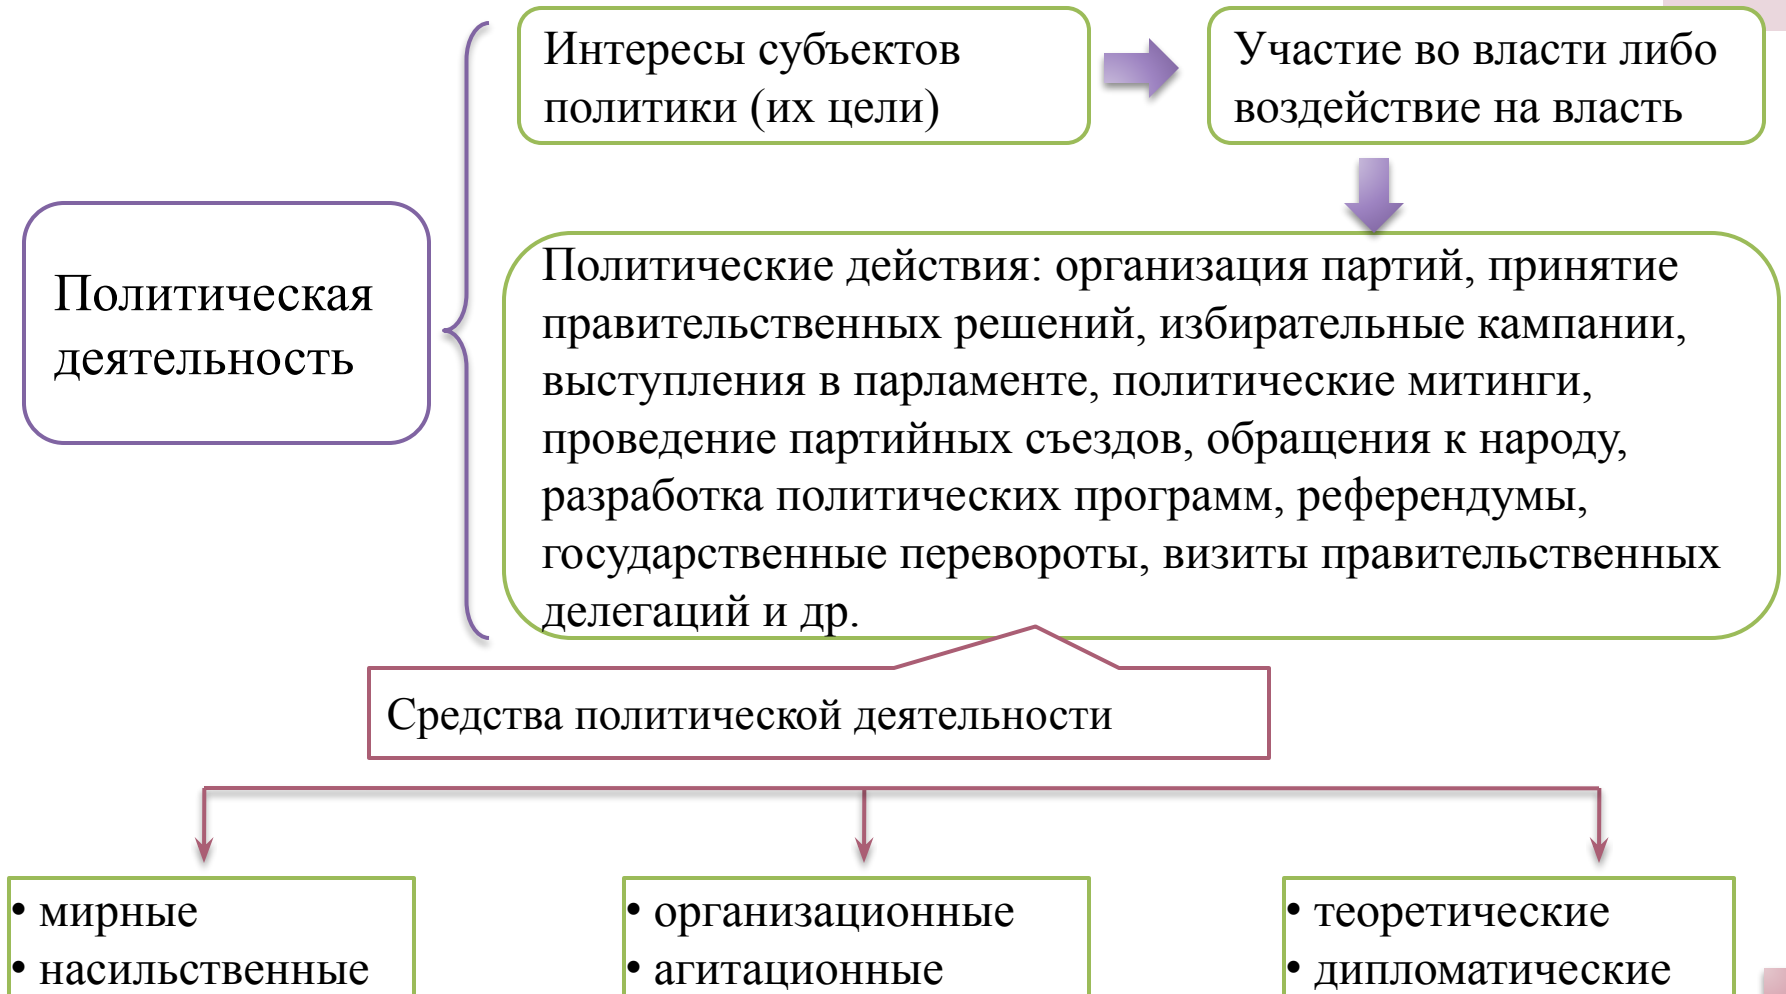 Интересы субъектов
политики (их цели)
Участие во власти либо
воздействие на власть
Политическая
деятельность
Политические действия: организация партий, принятие
правительственных решений, избирательные кампании,
выступления в парламенте, политические митинги,
проведение партийных съездов, обращения к народу,
разработка политических программ, референдумы,
государственные перевороты, визиты правительственных
делегаций и др.
Средства политической деятельности
• мирные
• насильственные
• организационные
• агитационные
• теоретические
• дипломатические